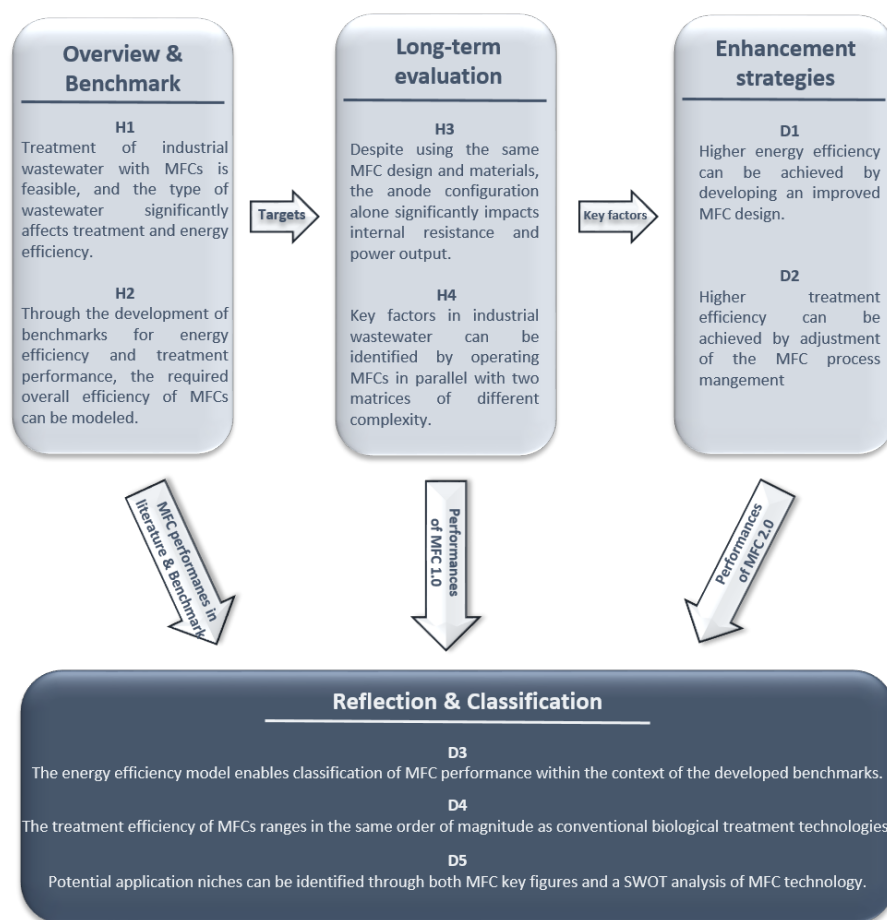 Overview &
Benchmark
H1
Treatment of industrial
wastewater with MFCs is
feasible, and the type of
wastewater significantly
affects treatment and energy
efficiency.
H2
Through the development of
benchmarks for energy
efficiency and treatment
performance, the required
overall efficiency of MFCs
can be modeled.
Targets
Long-term
evaluation
H3
Despite using the same
MFC design and materials,
the anode configuration
alone significantly impacts
internal resistance and
power output.
H4
Key factors in industrial
wastewater can be
identified by operating
MFCs in parallel with two
matrices of different
complexity.
Key factors
Enhancement
strategies
D1
Higher energy efficiency
can be achieved by
developing an improved
MFC design.
D2
Higher treatment
efficiency can be
achieved by adjustment
of the MFC process
mangement
MFC performanes in
literature & Benchmark
Performances
of MFC 1.0
Performances
of MFC 2.0
Reflection & Classification
D3
The energy efficiency model enables classification of MFC performance within the context of the developed benchmarks.
D4
The treatment efficiency of MFCs ranges in the same order of magnitude as conventional biological treatment technologies
D5
Potential application niches can be identified through both MFC key figures and a SWOT analysis of MFC technology.